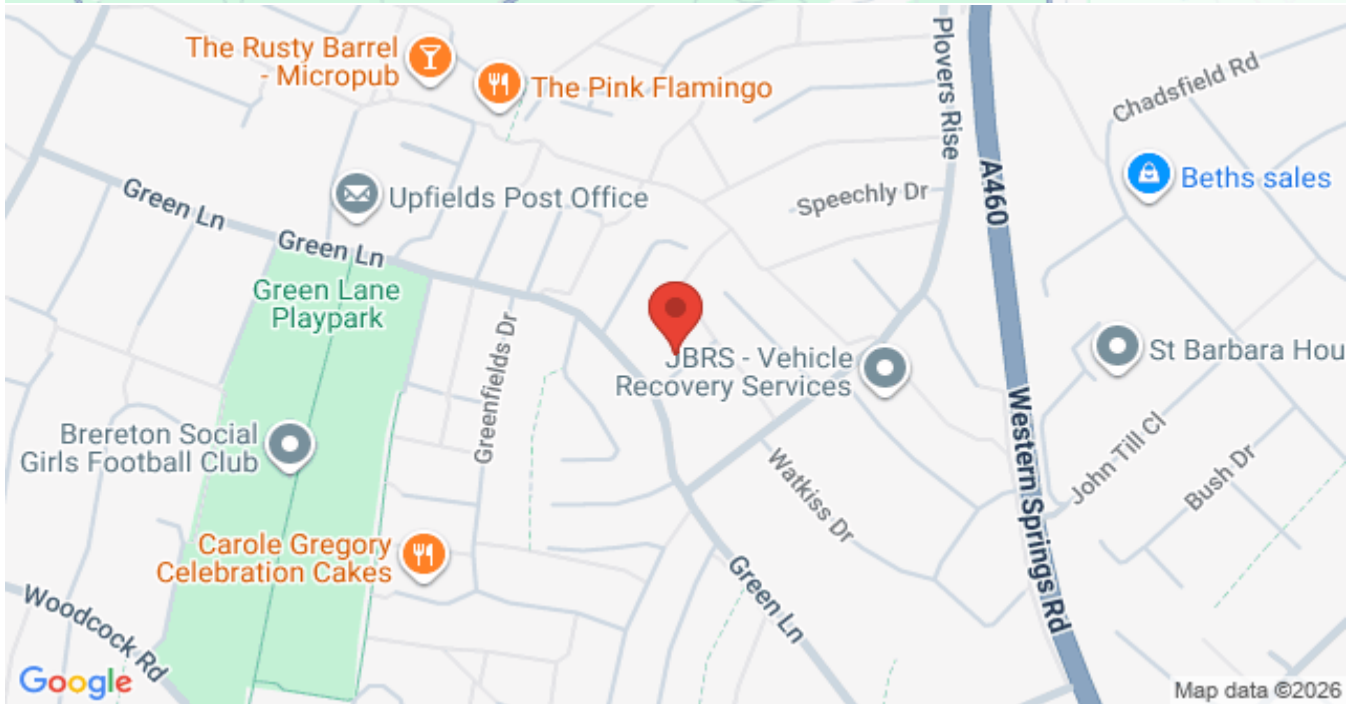 The Rusty Barrel
- Micropub
The Pink Flamingo
Plovers Rise
A460
Chadsfield Rd
Beths sales
Green Ln
Upfields Post Office
Speechly Dr
Green Ln
Green Lane
Playpark
Greenfields Dr
JBRS - Vehicle
Recovery Services
St Barbara Hou
Western Springs Rd
Brereton Social
Girls Football Club
John Till Cl
Bush Dr
Watkiss Dr
Carole Gregory
Celebration Cakes
Green Ln
Woodcock Rd
Google
Map data ©2026